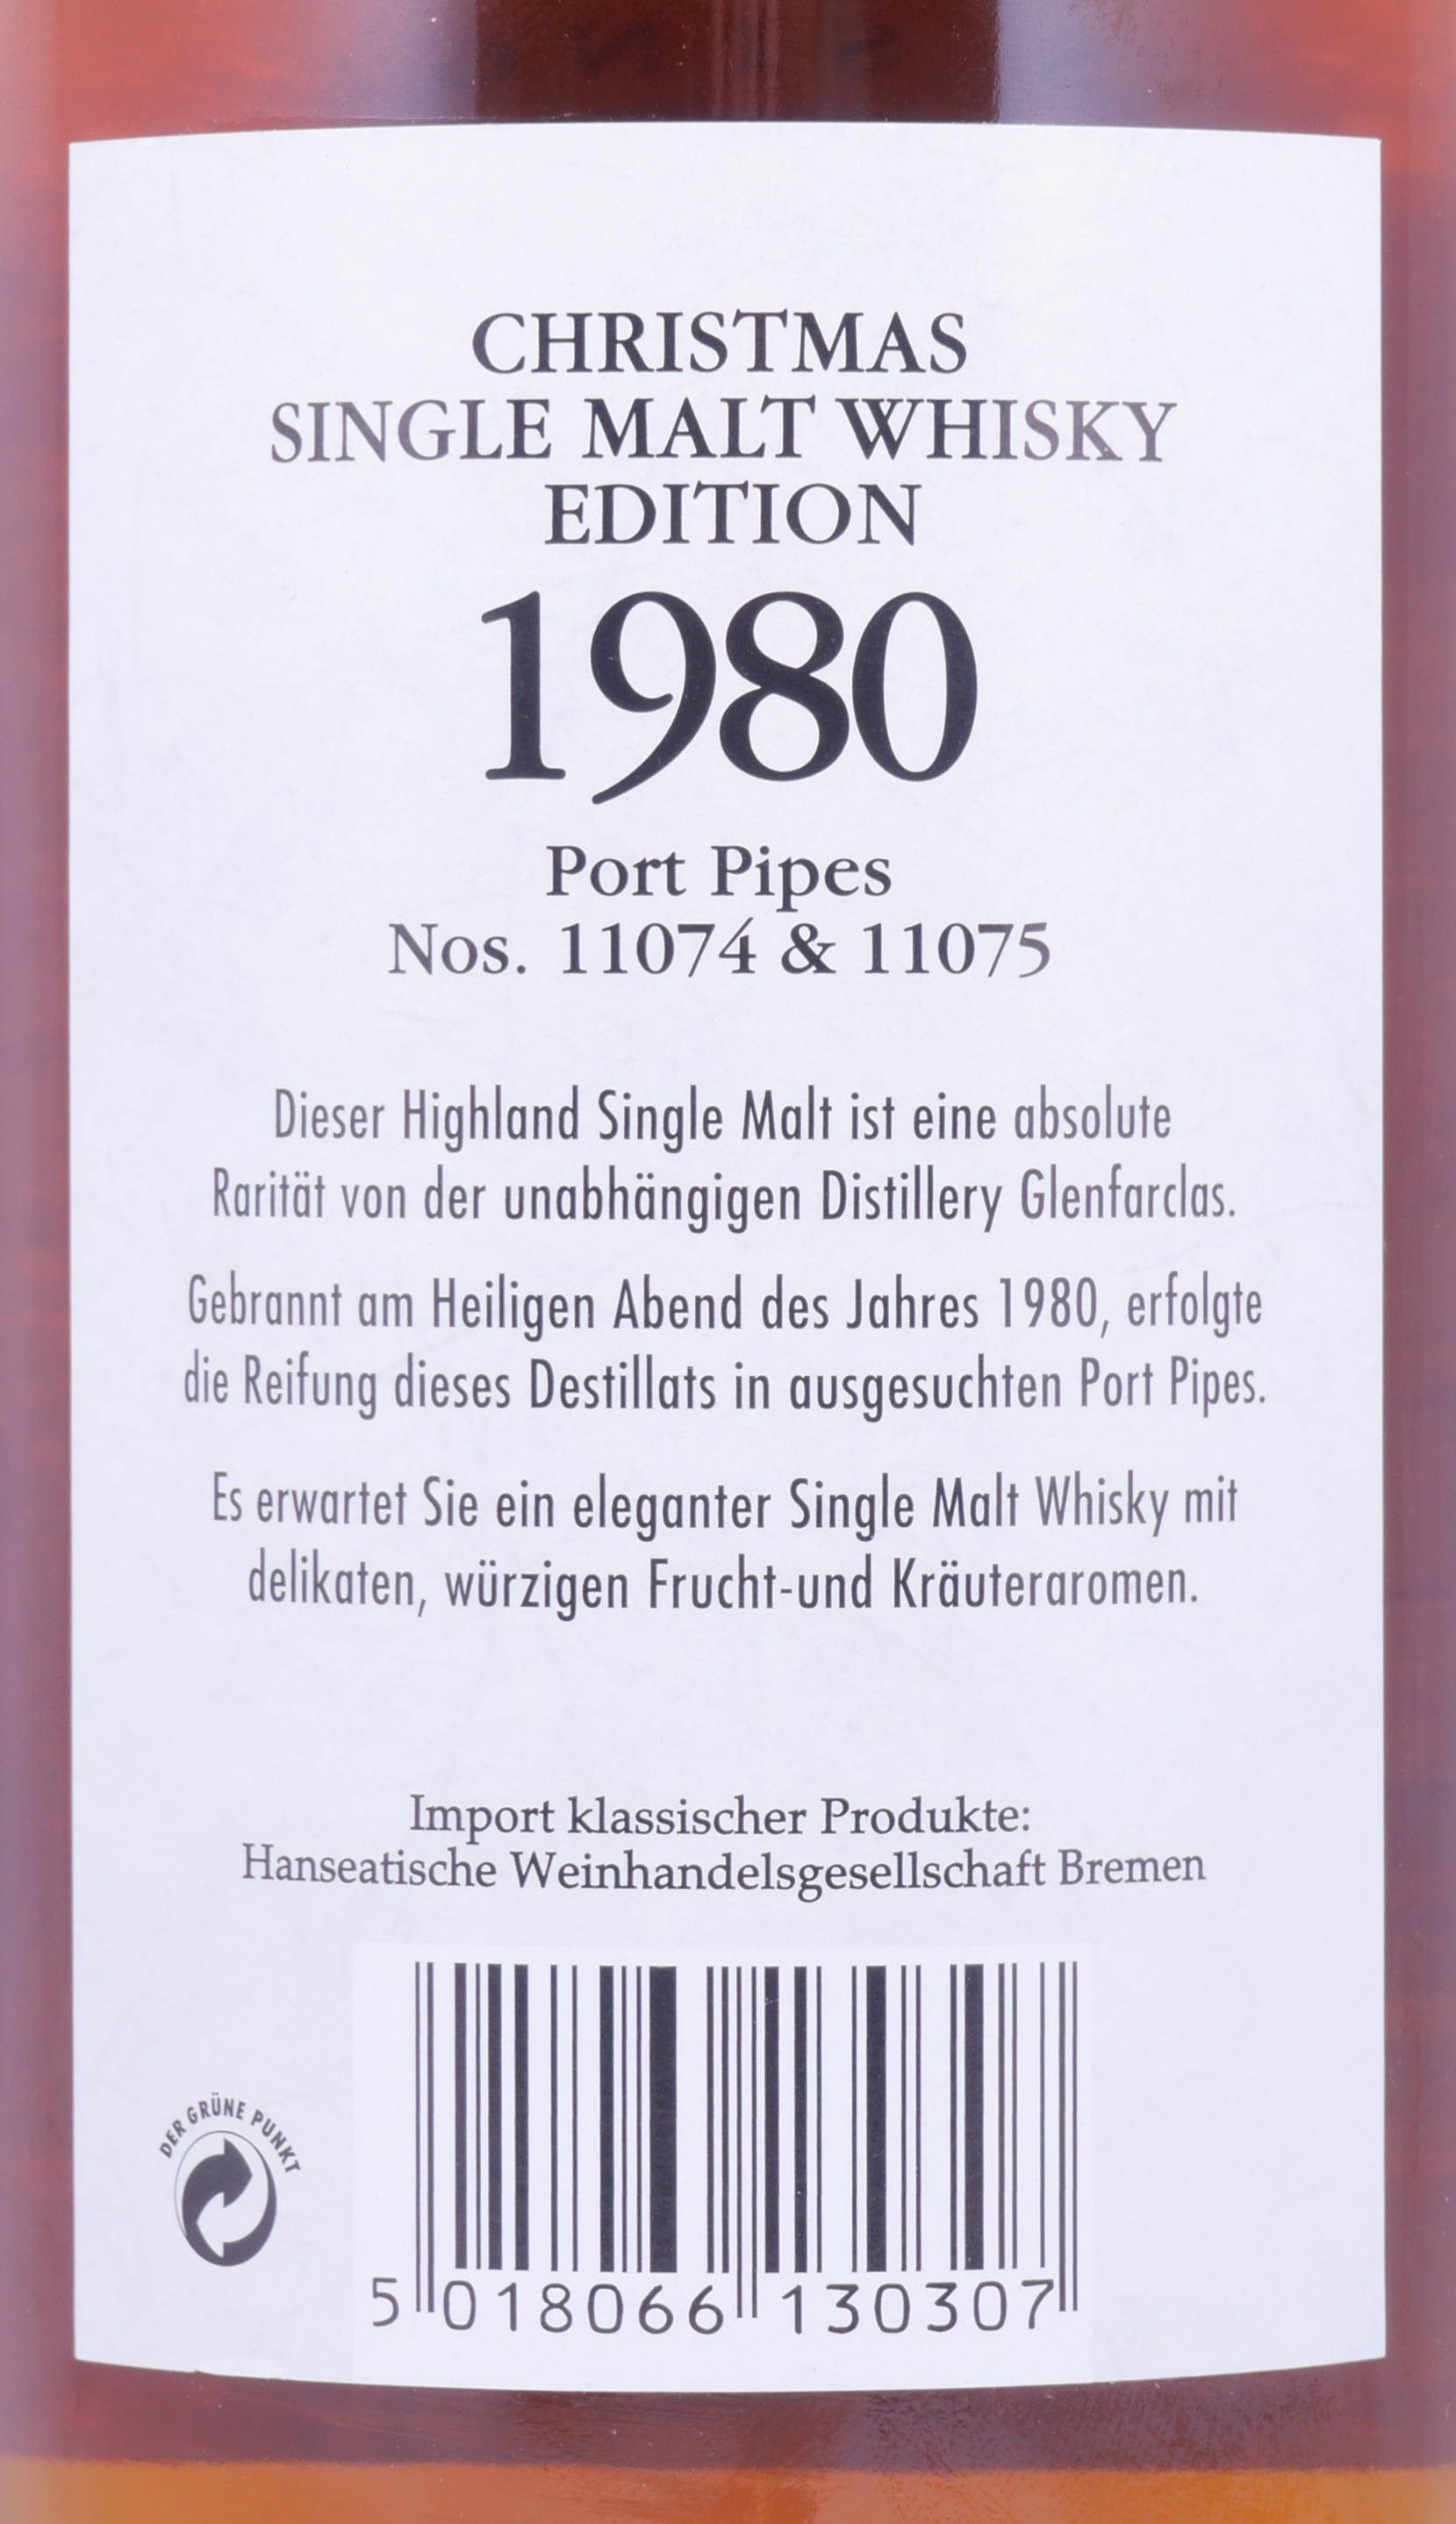 CHRISTMAS
SINGLE MALT WHISKY
EDITION
1980
Port Pipes
Nos. 11074 & 11075
Dieser Highland Single Malt ist eine absolute
Rarität von der unabhängigen Distillery Glenfarclas.
Gebrannt am Heiligen Abend des Jahres 1980, erfolgte
die Reifung dieses Destillats in ausgesuchten Port Pipes.
Es erwartet Sie ein eleganter Single Malt Whisky mit
delikaten, würzigen Frucht-und Kräuteraromen.
Import klassischer Produkte:
Hanseatische Weinhandelsgesellschaft Bremen
DER GRÜNE PUNKT
5 018066 130307